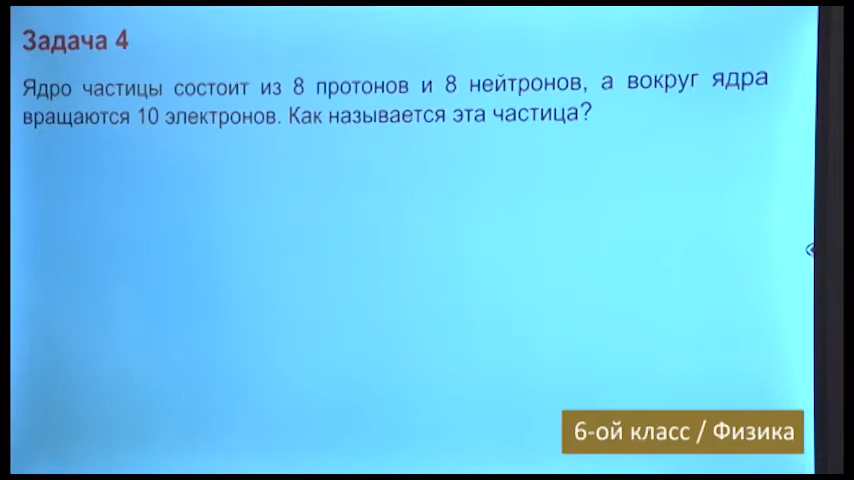 Задача 4
Ядро частицы состоит из 8 протонов и 8 нейтронов, а вокруг ядра
вращаются 10 электронов. Как называется эта частица?
6-ой класс / Физика